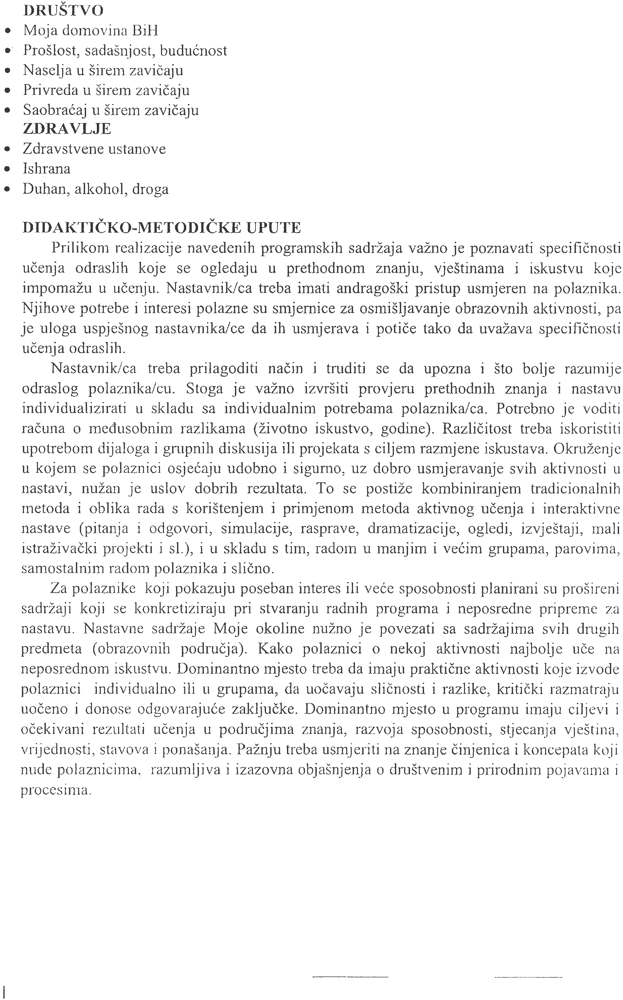 DRUŠTVO
• Moja domovina BiH
• Prošlost, sadašnjost, budućnost
• Naselja u širem zavičaju
• Privreda u širem zavičaju
• Saobraćaj u širem zavičaju
ZDRAVLJE
• Zdravstvene ustanove
• Ishrana
• Duhan, alkohol, droga
DIDAKTIČKO-METODIČKE UPUTE
Prilikom realizacije navedenih programskih sadržaja važno je poznavati specifičnosti
učenja odraslih koje se ogledaju u prethodnom znanju, vještinama i iskustvu koje
impomažu u učenju. Nastavnik/ca treba imati andragoški pristup usmjeren na polaznika.
Njihove potrebe i interesi polazne su smjernice za osmišljavanje obrazovnih aktivnosti, pa
je uloga uspješnog nastavnika/ce da ih usmjerava i potiče tako da uvažava specifičnosti
učenja odraslih.
Nastavnik/ca treba prilagoditi način i truditi se da upozna i što bolje razumije
odraslog polaznika/cu. Stoga je važno izvršiti provjeru prethodnih znanja i nastavu
individualizirati u skladu sa individualnim potrebama polaznika/ca. Potrebno je voditi
računa o međusobnim razlikama (životno iskustvo, godine). Različitost treba iskoristiti
upotrebom dijaloga i grupnih diskusija ili projekata s ciljem razmjene iskustava. Okruženje
u kojem se polaznici osjećaju udobno i sigurno, uz dobro usmjeravanje svih aktivnosti u
nastavi, nužan je uslov dobrih rezultata. To se postiže kombiniranjem tradicionalnih
metoda i oblika rada s korištenjem i primjenom metoda aktivnog učenja i interaktivne
nastave (pitanja i odgovori, simulacije, rasprave, dramatizacije, ogledi, izvještaji, mali
istraživački projekti i sl.), i u skladu s tim, radom u manjim i većim grupama, parovima,
samostalnim radom polaznika i slično.
Za polaznike koji pokazuju poseban interes ili veće sposobnosti planirani su prošireni
sadržaji koji se konkretiziraju pri stvaranju radnih programa i neposredne pripreme za
nastavu. Nastavne sadržaje Moje okoline nužno je povezati sa sadržajima svih drugih
predmeta (obrazovnih područja). Kako polaznici o nekoj aktivnosti najbolje uče na
neposrednom iskustvu. Dominantno mjesto treba da imaju praktične aktivnosti koje izvode
polaznici individualno ili u grupama, da uočavaju sličnosti i razlike, kritički razmatraju
uočeno i donose odgovarajuće zaključke. Dominantno mjesto u programu imaju ciljevi i
očekivani rezultati učenja u područjima znanja, razvoja sposobnosti, stjecanja vještina,
vrijednosti, stavova i ponašanja. Pažnju treba usmjeriti na znanje činjenica i koncepata koji
nude polaznicima, razumljiva i izazovna objašnjenja o društvenim i prirodnim pojavama i
procesima.